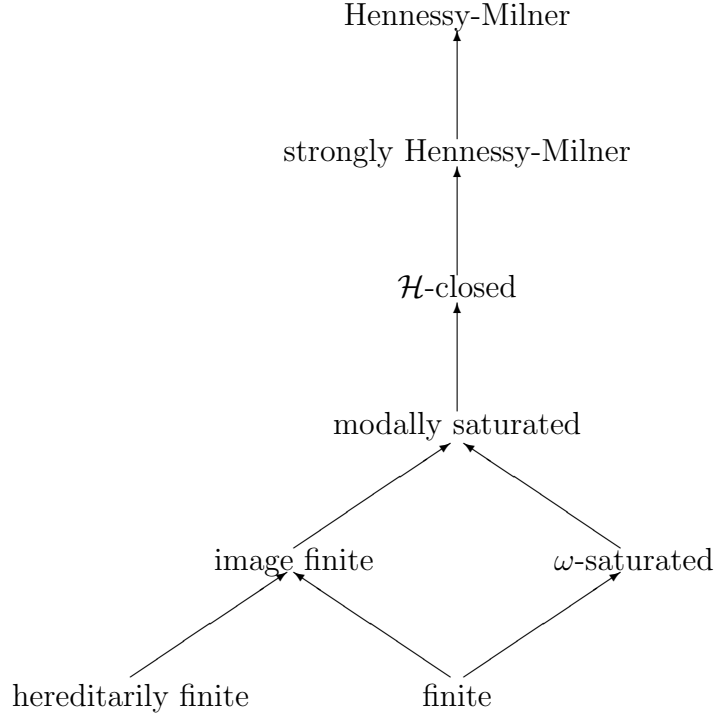 Hennessy-Milner
strongly Hennessy-Milner
ℋ-closed
modally saturated
image finite
ω-saturated
hereditarily finite
finite